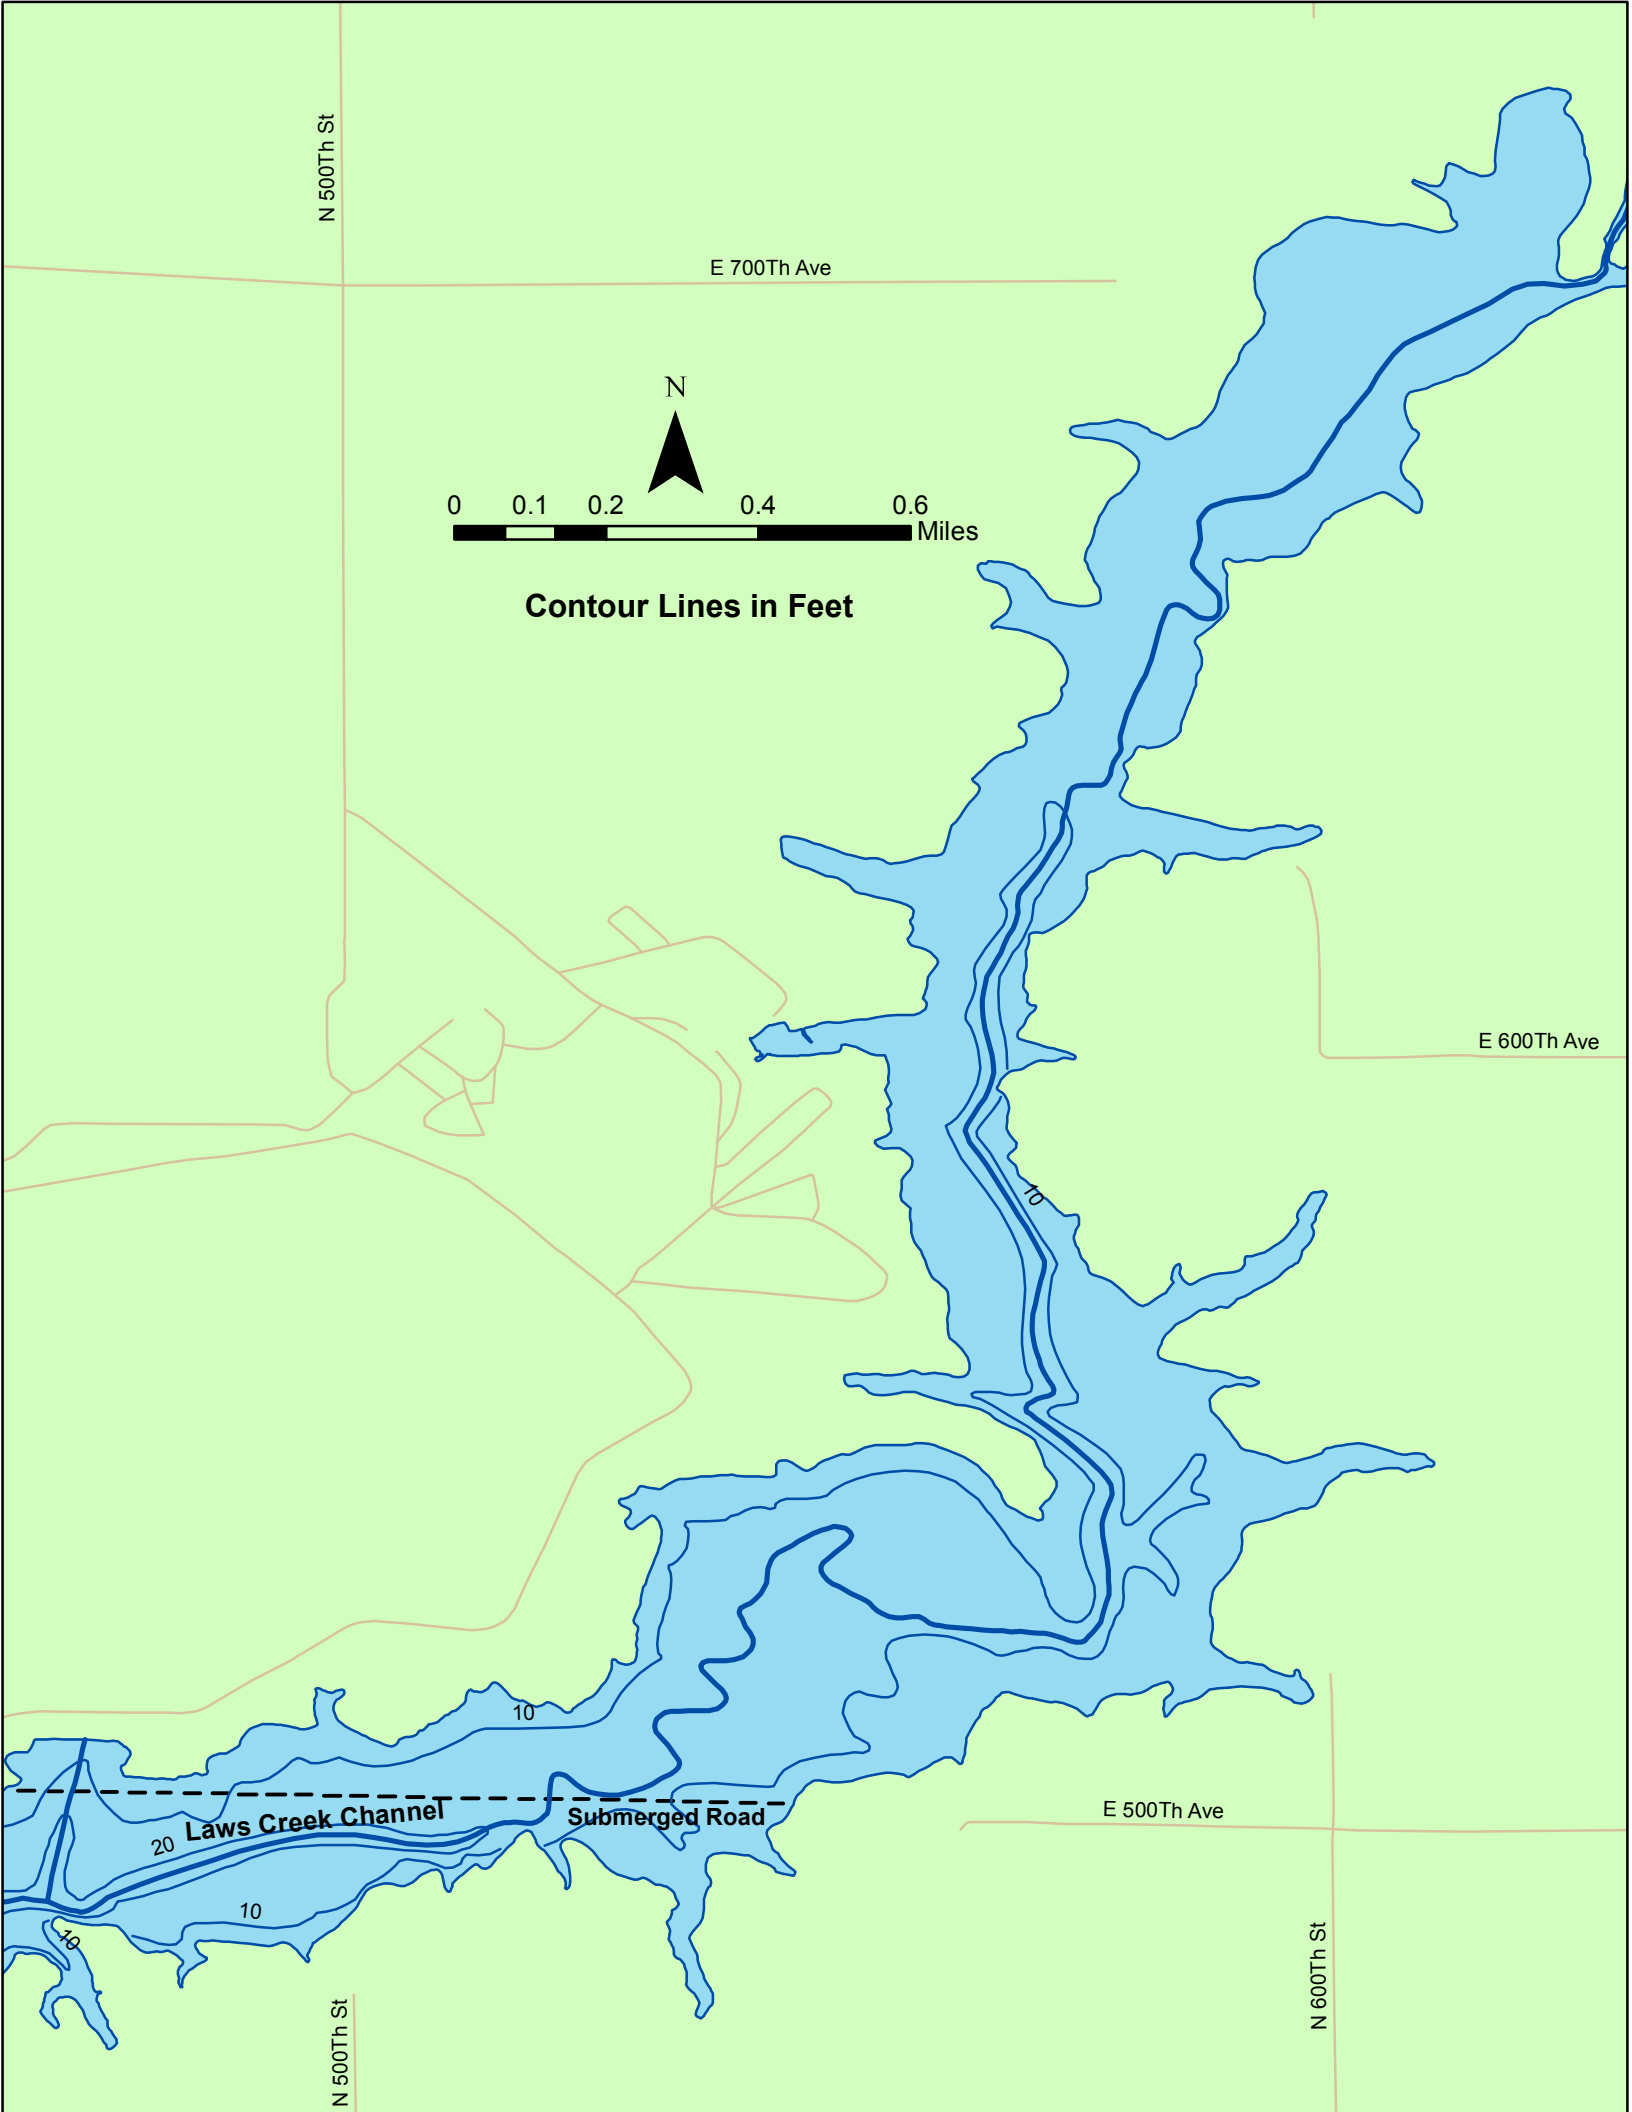 N 500Th St
E 700Th Ave
N
0 0.1 0.2 0.4 0.6
Miles
Contour Lines in Feet
E 600Th Ave
10
10
E 500Th Ave
Laws Creek Channel
Submerged Road
20
10
10
N 600Th St
N 500Th St